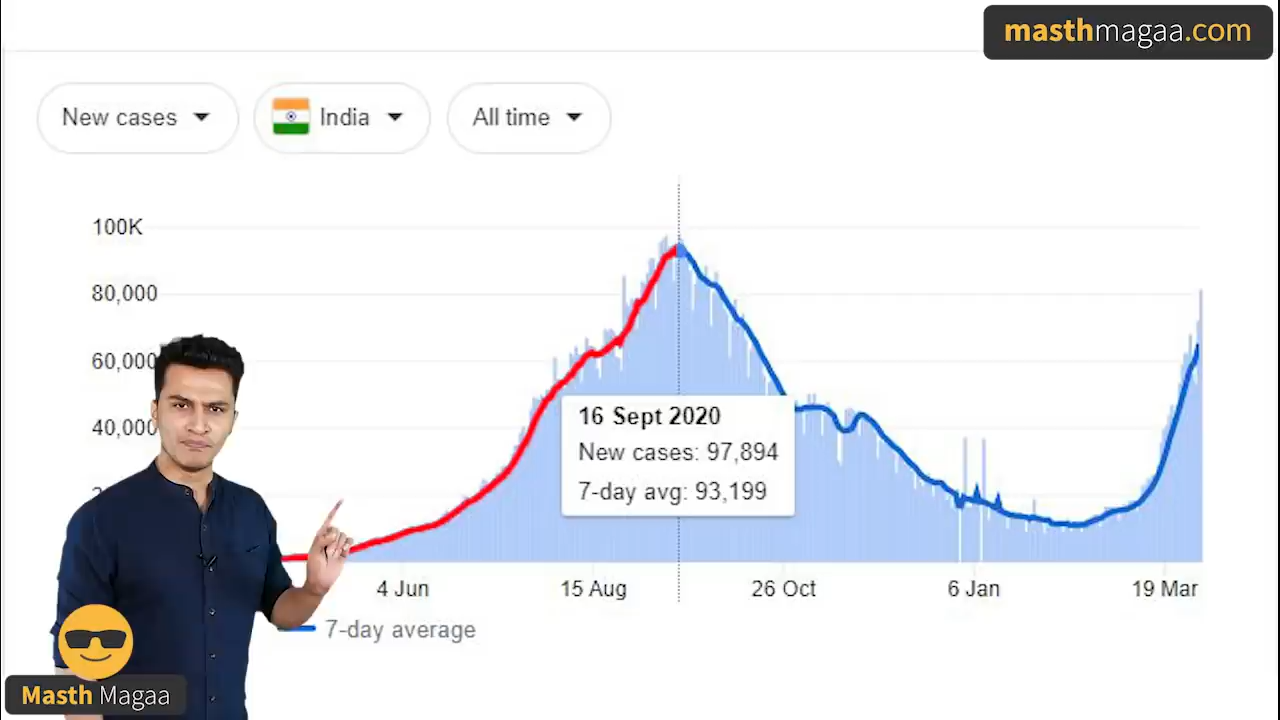 masthmagaa.com
New cases
India
All time
100K
80,000
60,000
40,000
16 Sept 2020
New cases: 97,894
7-day avg: 93,199
4 Jun
15 Aug
26 Oct
6 Jan
19 Mar
7-day average
Masth Magaa